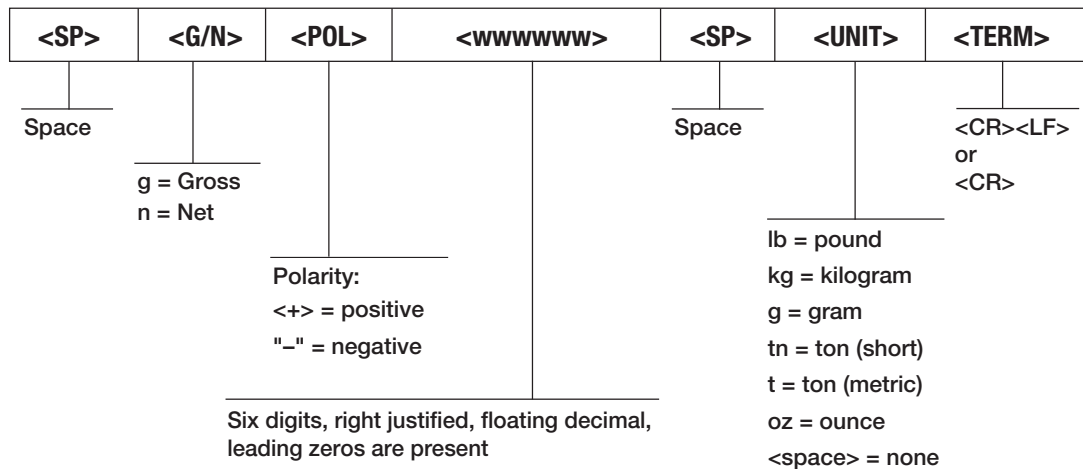 <SP> <G/N> <POL> <wwwwww> <SP> <UNIT> <TERM>
Space
g = Gross
n = Net
Polarity:
<+> = positive
"–" = negative
Six digits, right justified, floating decimal,
leading zeros are present
Space
lb = pound
kg = kilogram
g = gram
tn = ton (short)
t = ton (metric)
oz = ounce
<space> = none
<CR><LF>
or
<CR>